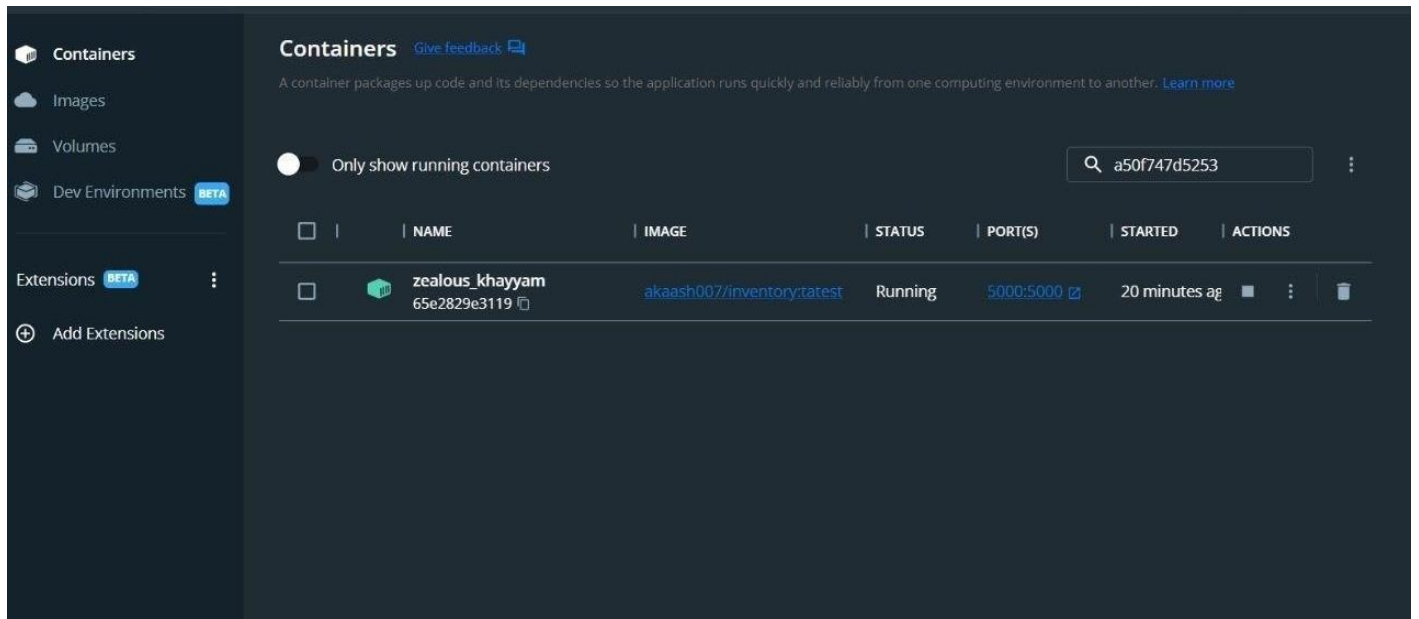 Containers
Images
Volumes
Dev Environments BETA
Extensions BETA
Add Extensions
Containers Give feedback
A container packages up code and its dependencies so the application runs quickly and reliably from one computing environment to another. Learn more
Only show running containers
a50f747d5253
NAME IMAGE STATUS PORT(S) STARTED ACTIONS
zealous_khayyam akaash007/inventory:tatest Running 5000:5000 20 minutes ag
65e2829e3119